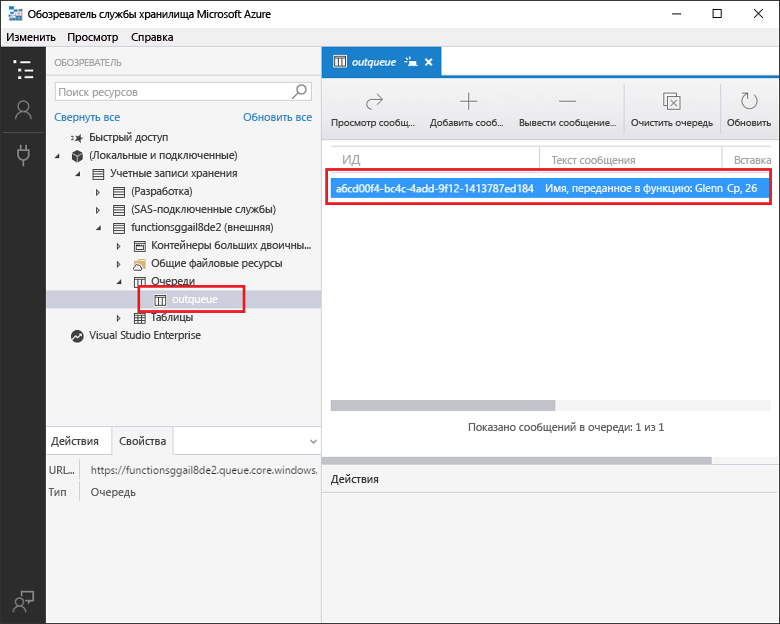 Обозреватель службы хранилища Microsoft Azure
Изменить Просмотр Справка
ОБОЗРЕВАТЕЛЬ
Поиск ресурсов
Свернуть все Обновить все
Быстрый доступ
(Локальные и подключенные)
Учетные записи хранения
(Разработка)
(SAS-подключенные службы)
functionsggail8de2 (внешняя)
Контейнеры больших двоичны...
Общие файловые ресурсы
Очереди
outqueue
Таблицы
Visual Studio Enterprise
Действия Свойства
URL... https://functionsggail8de2.queue.core.windows.
Тип Очередь
outqueue
Просмотр сообщ... Добавить сооб... Вывести сообщение... Очистить очередь Обновить
ИД Текст сообщения Вставка
a6cd00f4-bc4c-4add-9f12-1413787ed184 Имя, переданное в функцию: Glenn Ср, 26
Показано сообщений в очереди: 1 из 1
Действия